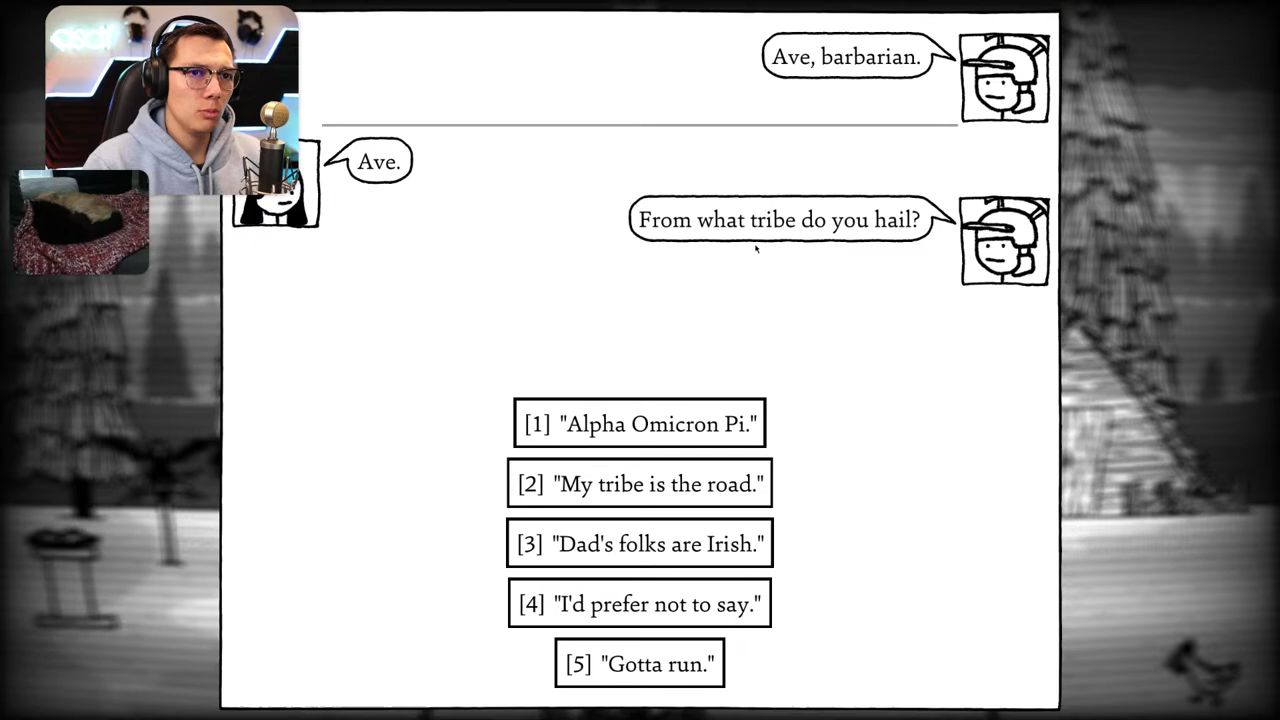 asdf
Ave, barbarian.
Ave.
From what tribe do you hail?
[1] "Alpha Omicron Pi."
[2] "My tribe is the road."
[3] "Dad's folks are Irish."
[4] "I'd prefer not to say."
[5] "Gotta run."